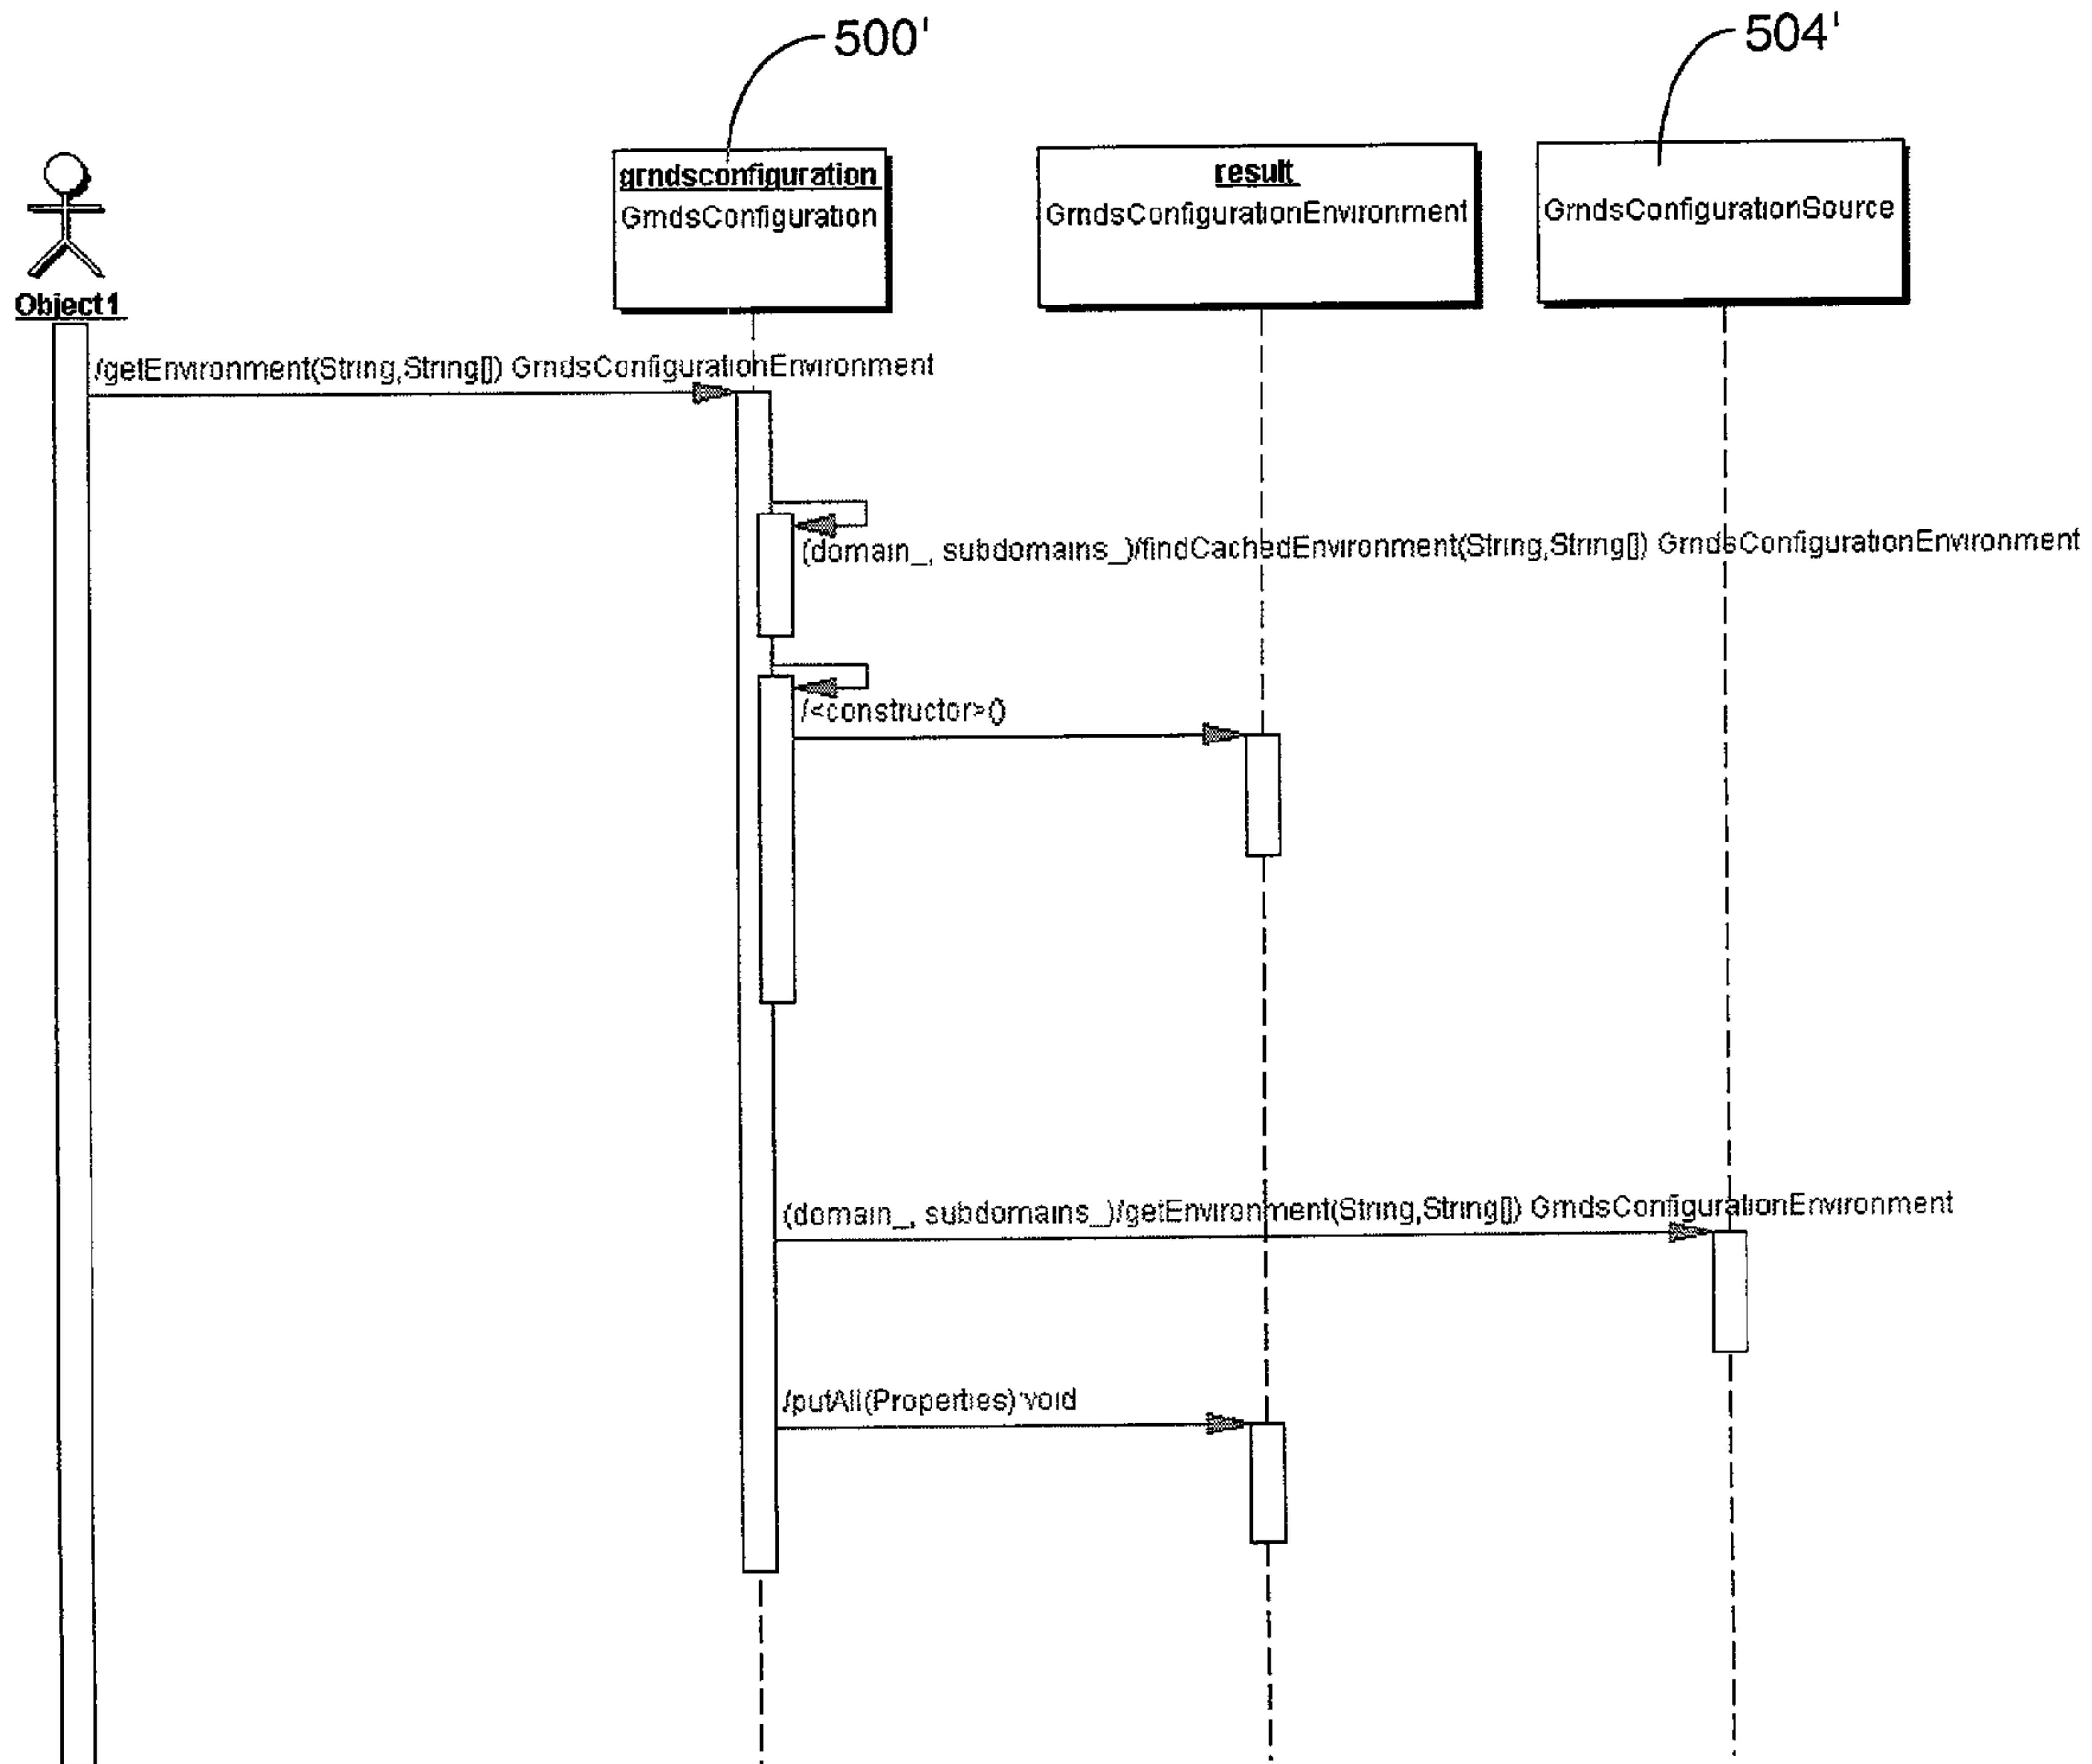 500'
504'
grndsconfiguration
GrndsConfiguration
result
GrndsConfigurationEnvironment
GrndsConfigurationSource
Object1
/getEnvironment(String,String[]) GrndsConfigurationEnvironment
(domain_, subdomains_)/findCachedEnvironment(String,String[]) GrndsConfigurationEnvironment
/<constructor>()
(domain_, subdomains_)/getEnvironment(String,String[]) GrndsConfigurationEnvironment
/putAll(Properties):void